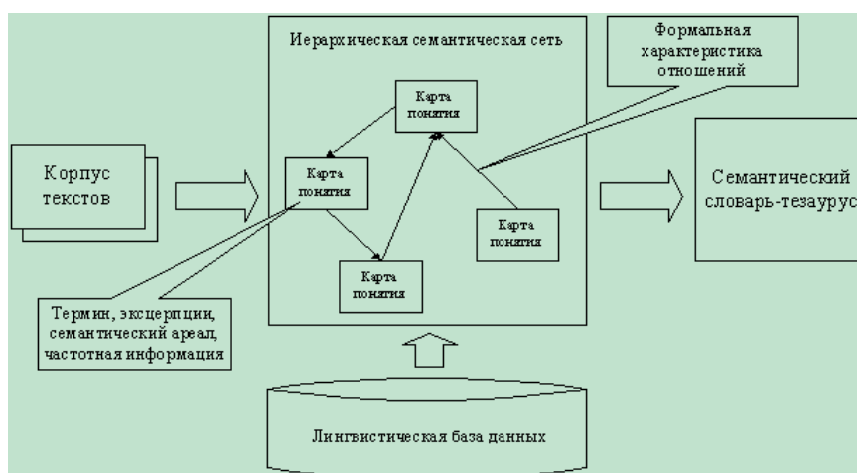 Иерархическая семантическая сеть
Формальная
характеристика
отношений
Карта
понятия
Корпус
текстов
Карта
понятия
Семантический
словарь-тезаурус
Карта
понятия
Карта
понятия
Термин, эксцерпции,
семантический ареал,
частотная информация
Лингвистическая база данных